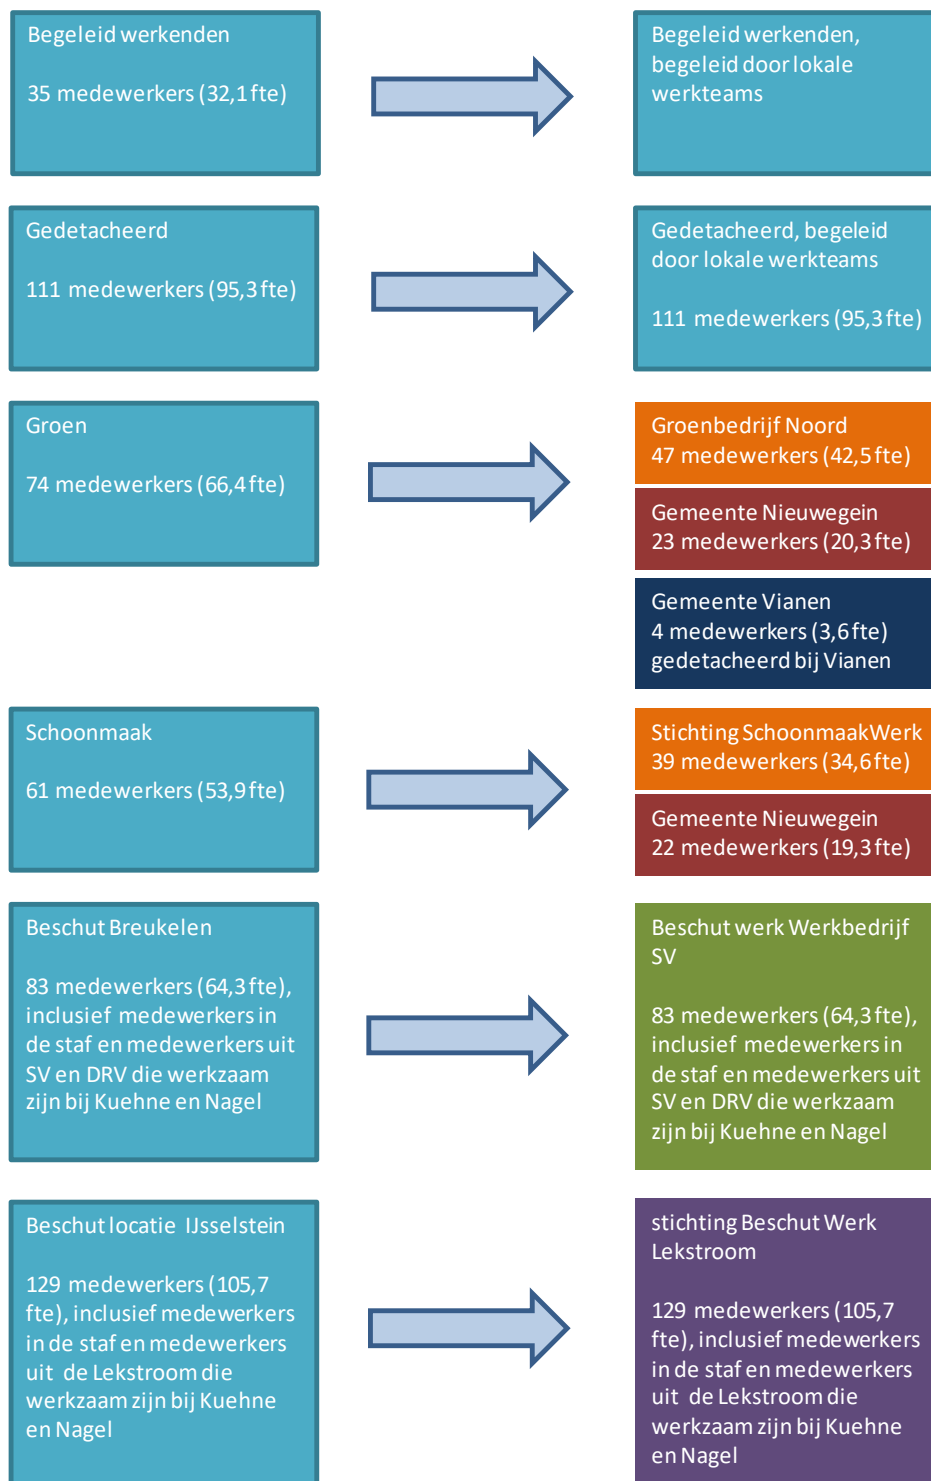 Begeleid werkenden
35 medewerkers (32,1 fte)
Begeleid werkenden,
begeleid door lokale
werkteams
Gedetacheerd
111 medewerkers (95,3 fte)
Gedetacheerd, begeleid
door lokale werkteams
111 medewerkers (95,3 fte)
Groen
74 medewerkers (66,4 fte)
Groenbedrijf Noord
47 medewerkers (42,5 fte)
Gemeente Nieuwegein
23 medewerkers (20,3 fte)
Gemeente Vianen
4 medewerkers (3,6 fte)
gedetacheerd bij Vianen
Schoonmaak
61 medewerkers (53,9 fte)
Stichting SchoonmaakWerk
39 medewerkers (34,6 fte)
Gemeente Nieuwegein
22 medewerkers (19,3 fte)
Beschut Breukelen
83 medewerkers (64,3 fte),
inclusief medewerkers in
de staf en medewerkers uit
SV en DRV die werkzaam
zijn bij Kuehne en Nagel
Beschut werk Werkbedrijf
SV
83 medewerkers (64,3 fte),
inclusief medewerkers in
de staf en medewerkers uit
SV en DRV die werkzaam
zijn bij Kuehne en Nagel
Beschut locatie IJsselstein
129 medewerkers (105,7
fte), inclusief medewerkers
in de staf en medewerkers
uit de Lekstroom die
werkzaam zijn bij Kuehne
en Nagel
stichting Beschut Werk
Lekstroom
129 medewerkers (105,7
fte), inclusief medewerkers
in de staf en medewerkers
uit de Lekstroom die
werkzaam zijn bij Kuehne
en Nagel